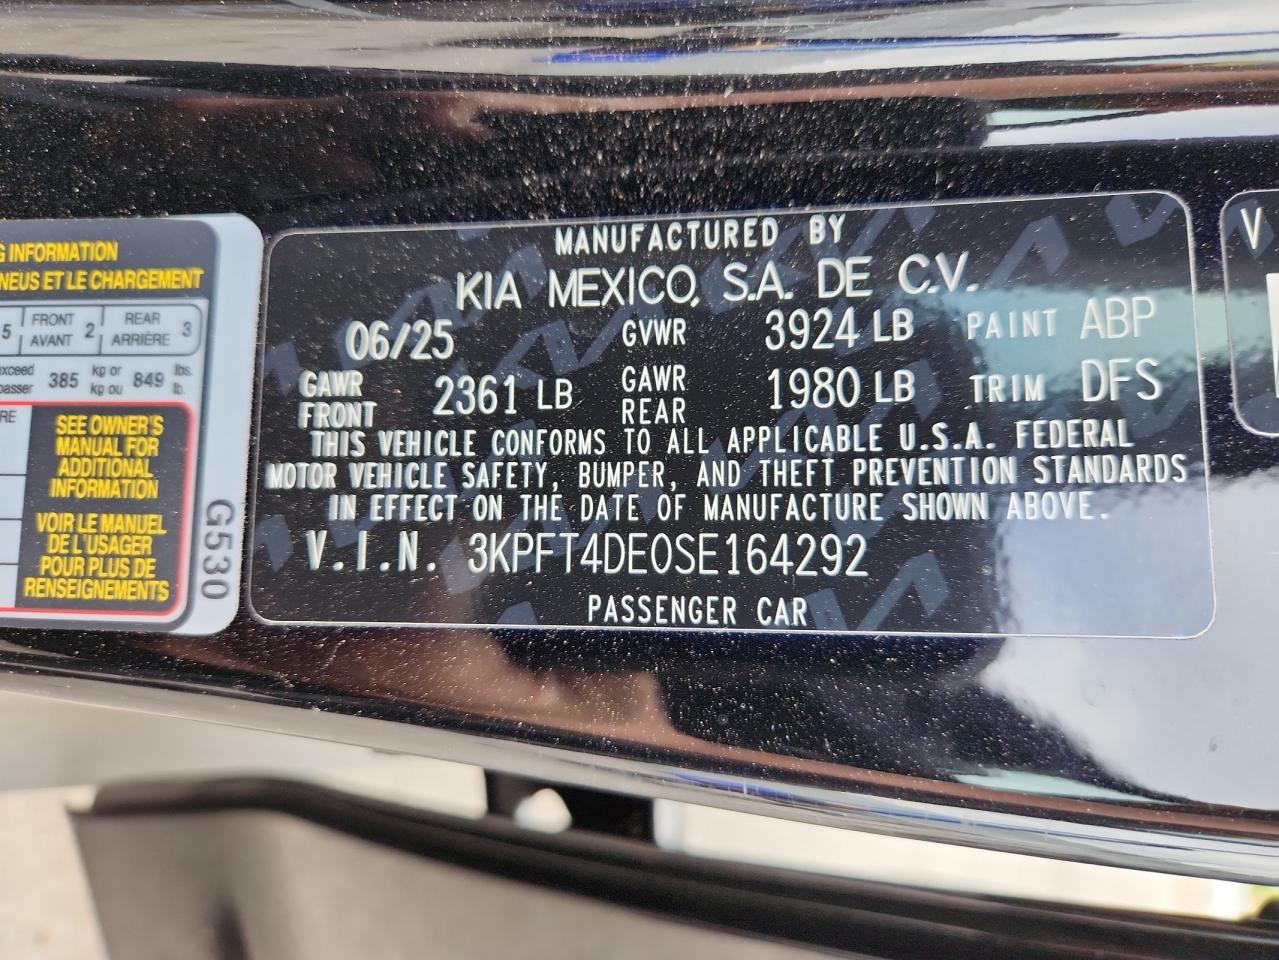 G INFORMATION
NEUS ET LE CHARGEMENT
5 FRONT AVANT 2 REAR ARRIÈRE 3
385 kg or kg ou 849 lbs. lb.
SEE OWNER'S
MANUAL FOR
ADDITIONAL
INFORMATION
VOIR LE MANUEL
DE L'USAGER
POUR PLUS DE
RENSEIGNEMENTS
G530
MANUFACTURED BY
KIA MEXICO, S.A. DE C.V.
06/25 GVWR 3924 LB PAINT ABP
GAWR FRONT 2361 LB GAWR REAR 1980 LB TRIM DFS
THIS VEHICLE CONFORMS TO ALL APPLICABLE U.S.A. FEDERAL
MOTOR VEHICLE SAFETY, BUMPER, AND THEFT PREVENTION STANDARDS
IN EFFECT ON THE DATE OF MANUFACTURE SHOWN ABOVE.
V.I.N. 3KPFT4DE0SE164292
PASSENGER CAR
V